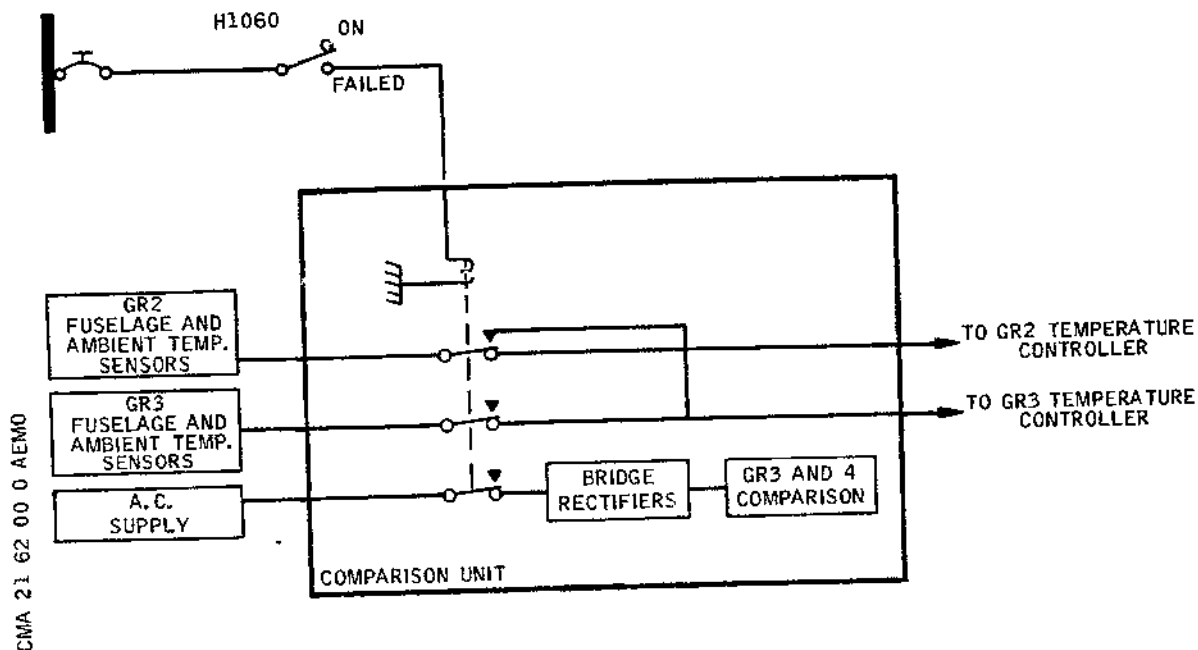 H1060
ON
FAILED
GR2
FUSELAGE AND
AMBIENT TEMP.
SENSORS
TO GR2 TEMPERATURE
CONTROLLER
GR3
FUSELAGE AND
AMBIENT TEMP.
SENSORS
TO GR3 TEMPERATURE
CONTROLLER
A.C.
SUPPLY
BRIDGE
RECTIFIERS
GR3 AND 4
COMPARISON
COMPARISON UNIT
CMA 21 62 00 0 AEM0